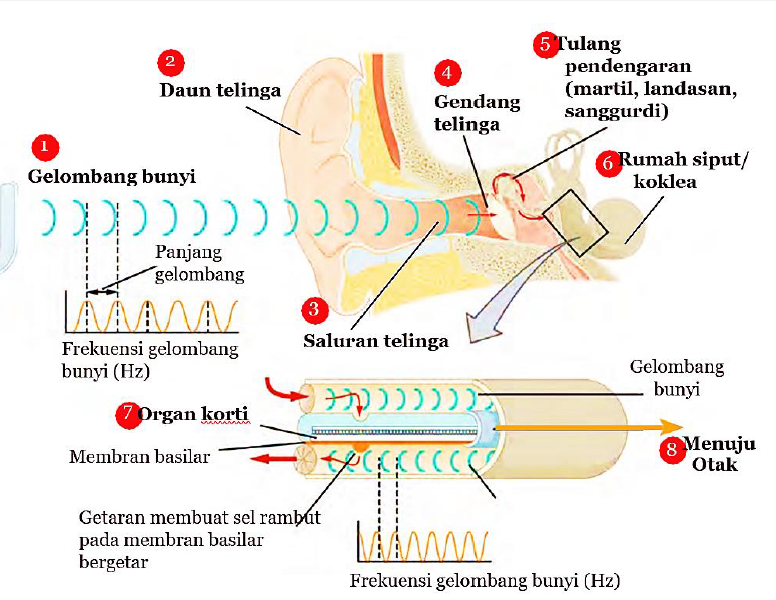 1
Gelombang bunyi
Panjang
gelombang
Frekuensi gelombang
bunyi (Hz)
2
Daun telinga
3
Saluran telinga
4
Gendang
telinga
5
Tulang
pendengaran
(martil, landasan,
sanggurdi)
6
Rumah siput/
koklea
Gelombang
bunyi
7
Organ korti
Membran basilar
Getaran membuat sel rambut
pada membran basilar
bergetar
8
Menuju
Otak
Frekuensi gelombang bunyi (Hz)